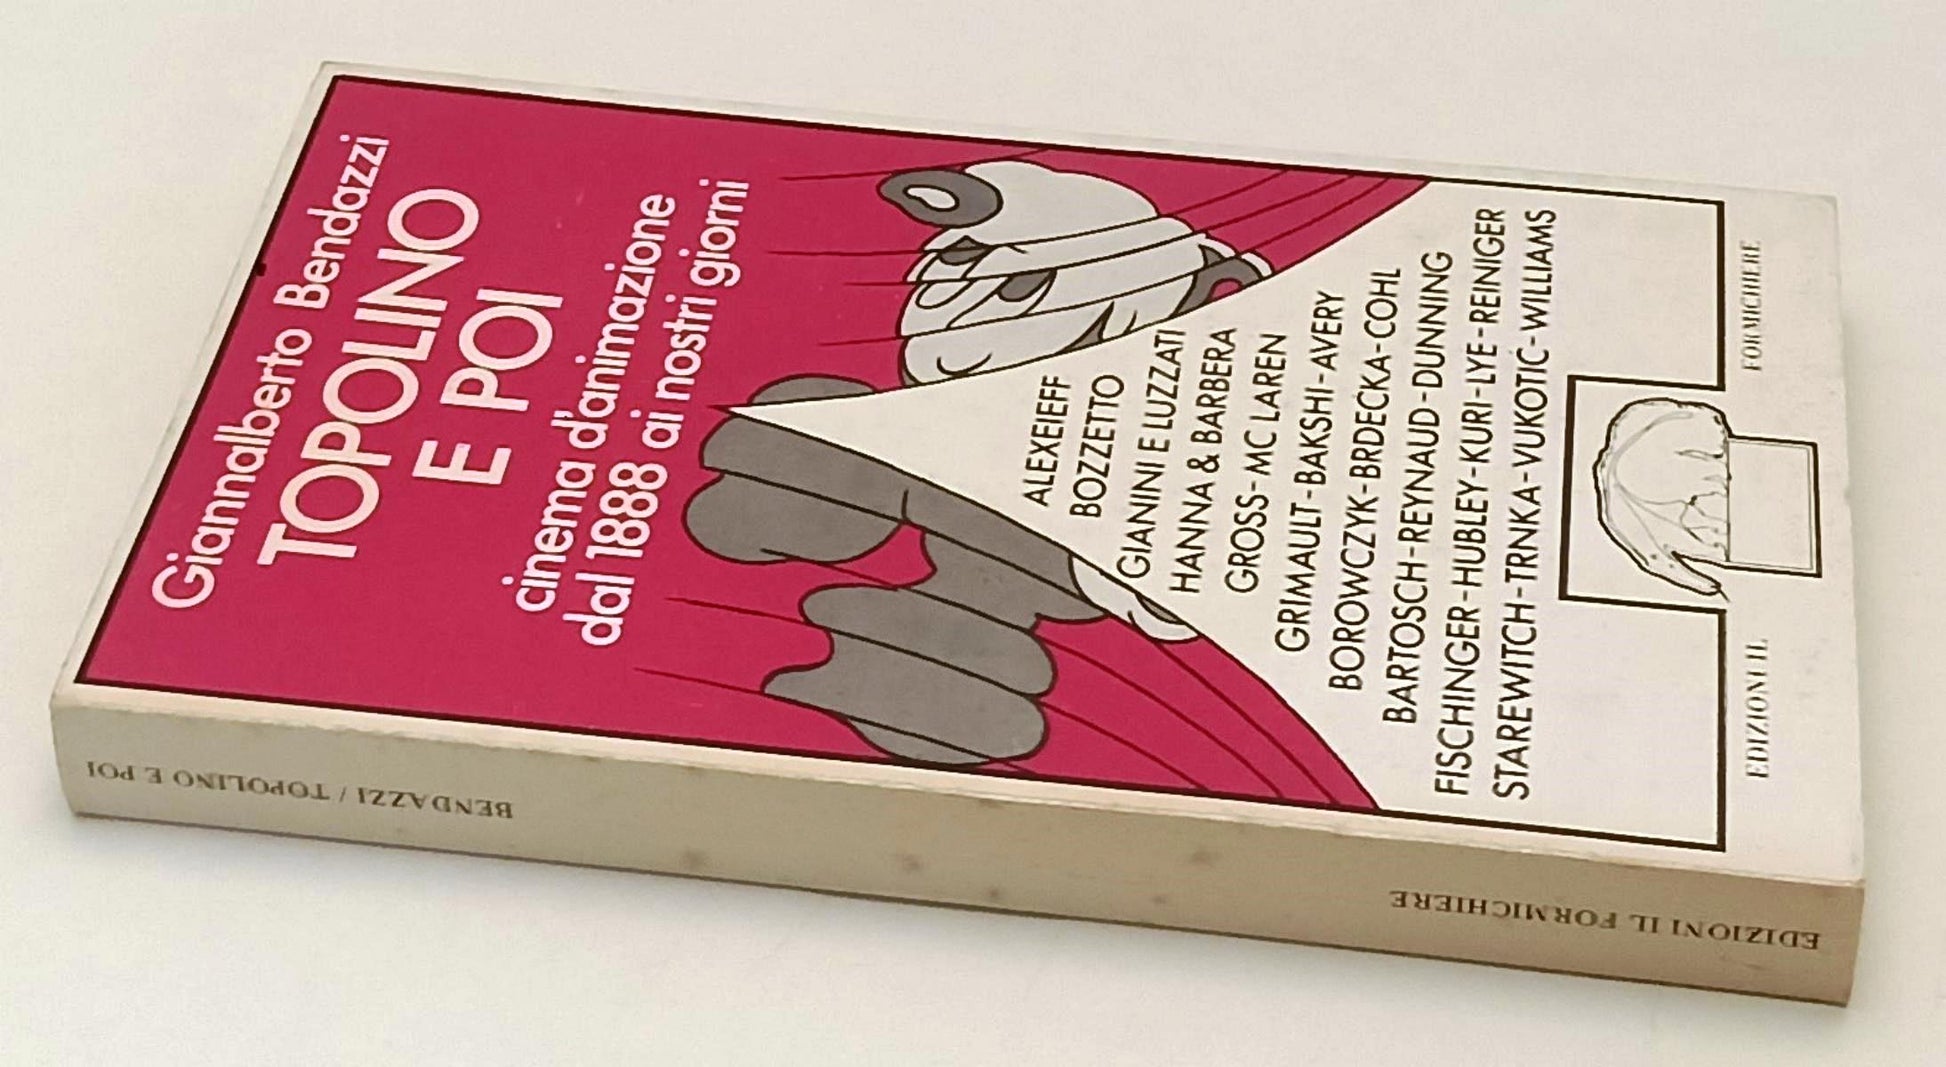 Giannalberto Bendazzi
TOPOLINO
E POI
cinema d'animazione
dal 1888 ai nostri giorni
ALEXEIEFF
BOZZETTO
GIANINI E LUZZATI
HANNA & BARBERA
GROSS-MC LAREN
GRIMAULT-BAKSHI-AVERY
BOROWCZYK-BRDECKA-COHL
BARTOSCH-REYNAUD-DUNNING
FISCHINGER-HUBLEY-KURI-LYE-REINIGER
STAREWITCH-TRNKA-VUKOTIĆ-WILLIAMS
EDIZIONI IL FORMICHIERE
BENDAZZI / TOPOLINO E POI
EDIZIONI IL FORMICHIERE